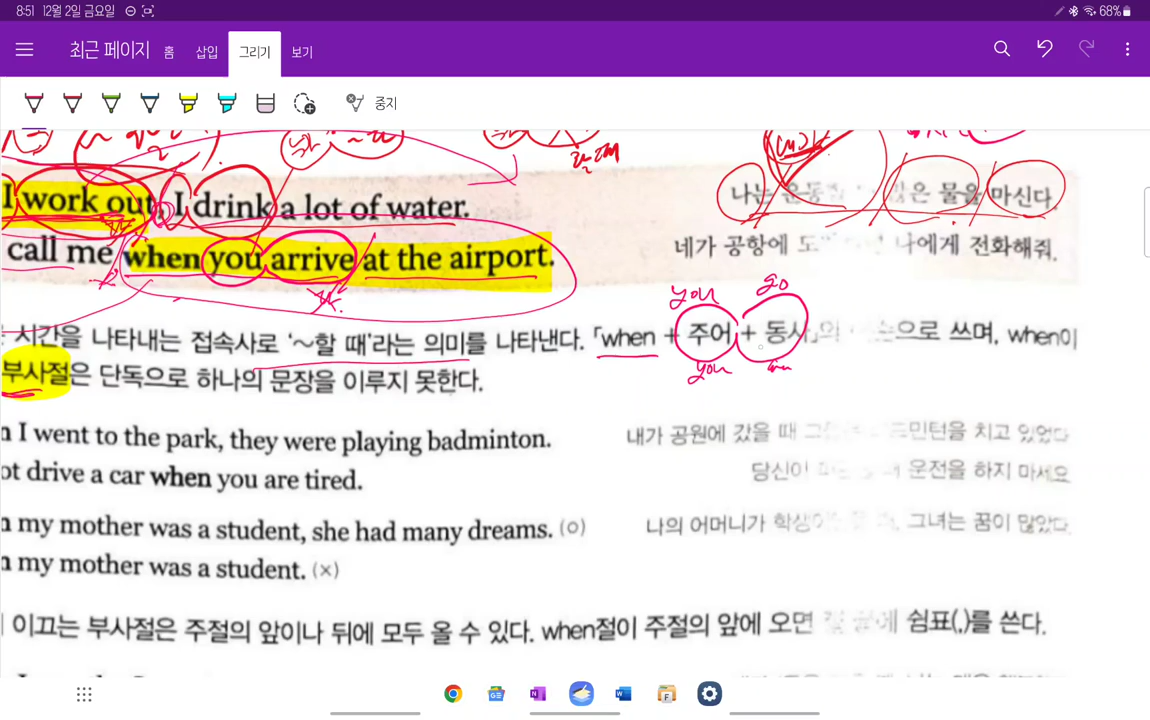 8:51 12월 2일 금요일 68%
최근 페이지 홈 삽입 그리기 보기
중지
I work out, I drink a lot of water. 나는 물을 마신다.
call me when you arrive at the airport. 네가 공항에 나에게 전화해줘.
you go
시간을 나타내는 접속사로 '~할 때'라는 의미를 나타낸다. 「when + 주어 + 동사」의 으로 쓰며, when이
you
부사절은 단독으로 하나의 문장을 이루지 못한다.
n I went to the park, they were playing badminton. 내가 공원에 갔을 때 치고 있었다
ot drive a car when you are tired. 당신이 운전을 하지 마세요
n my mother was a student, she had many dreams. (o) 나의 어머니가 그녀는 꿈이 많았다.
n my mother was a student. (x)
이끄는 부사절은 주절의 앞이나 뒤에 모두 올 수 있다. when절이 주절의 앞에 오면 쉼표(,)를 쓴다.